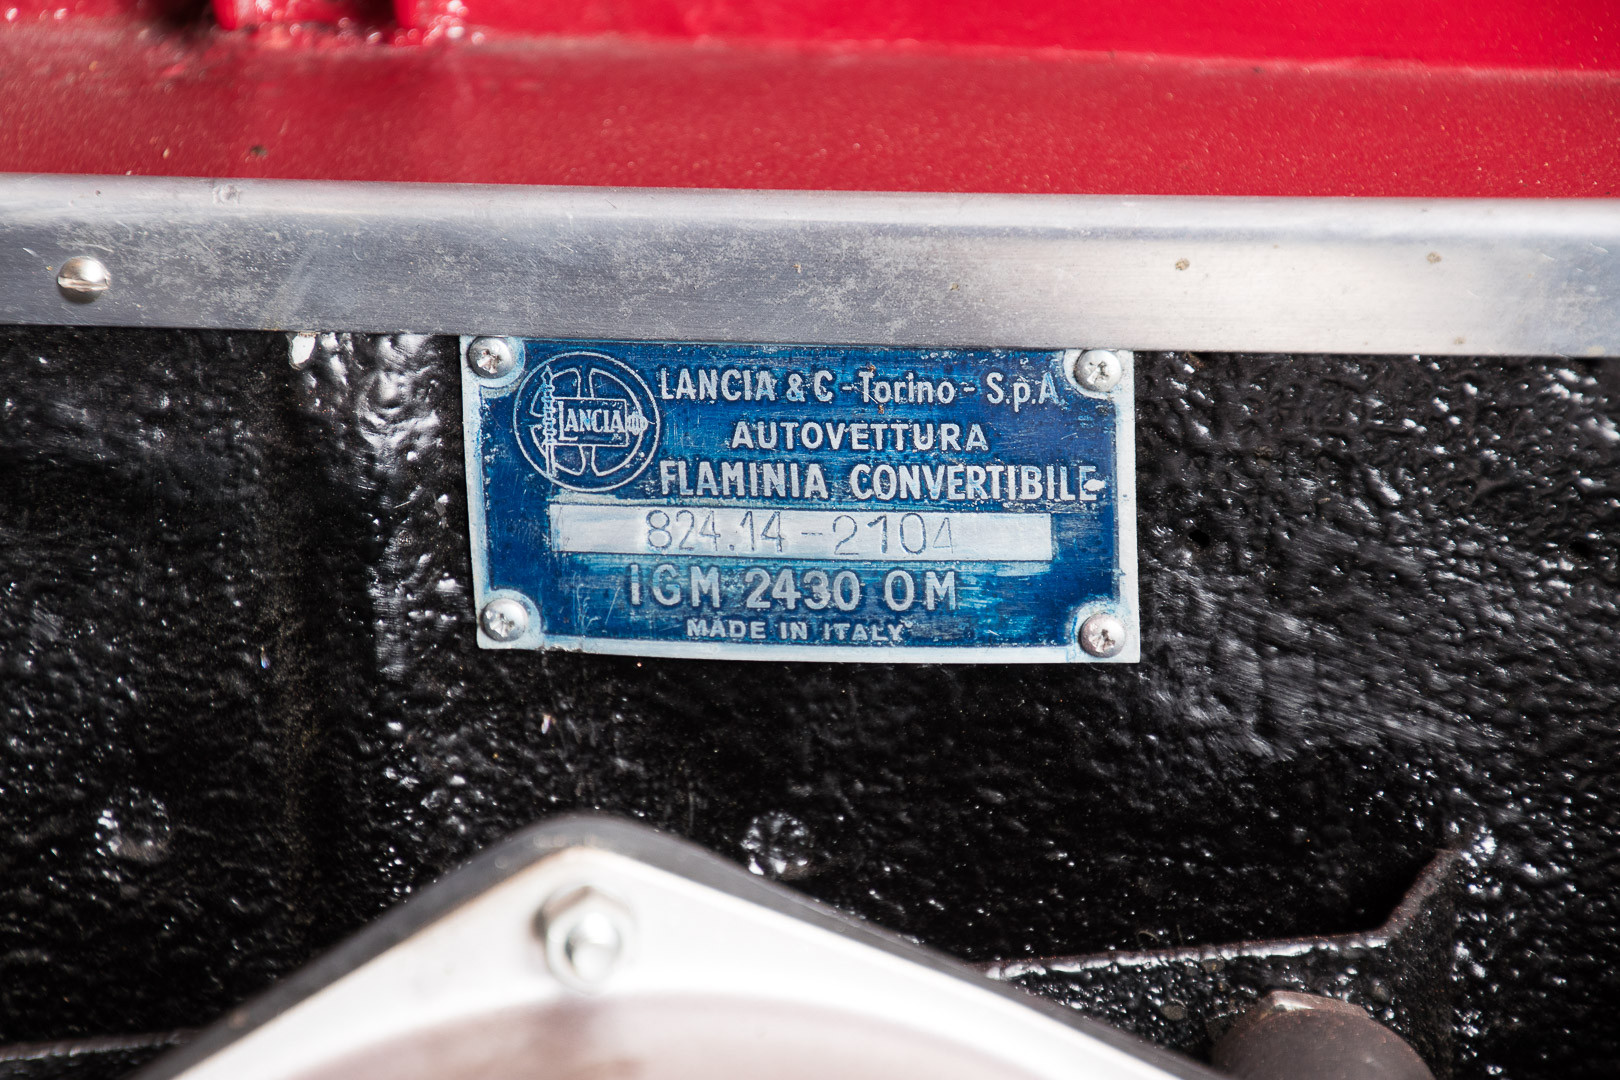 LANCIA
LANCIA & C - Torino - S.p.A.
AUTOVETTURA
FLAMINIA CONVERTIBILE
824.14-2104
IGM 2430 OM
MADE IN ITALY